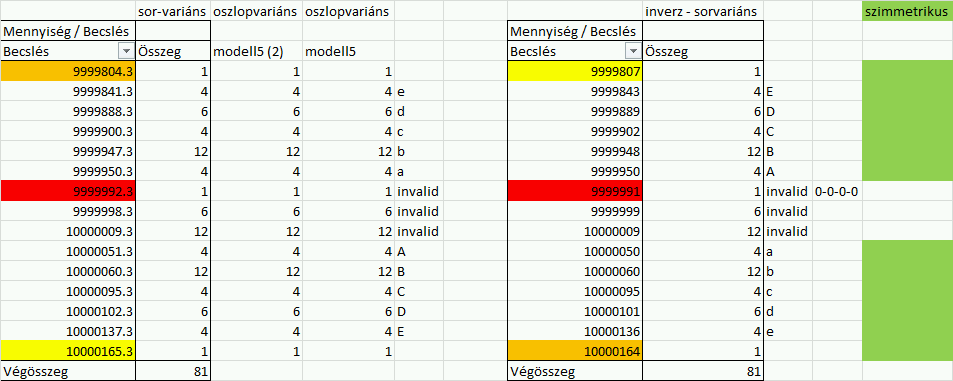 sor-variáns oszlopvariáns oszlopvariáns inverz - sorvariáns szimmetrikus
Mennyiség / Becslés Mennyiség / Becslés
Becslés Összeg modell5 (2) modell5 Becslés Összeg
9999804.3 1 1 1 9999807 1
9999841.3 4 4 4 e 9999843 4 E
9999888.3 6 6 6 d 9999889 6 D
9999900.3 4 4 4 c 9999902 4 C
9999947.3 12 12 12 b 9999948 12 B
9999950.3 4 4 4 a 9999950 4 A
9999992.3 1 1 1 invalid 9999991 1 invalid 0-0-0-0
9999998.3 6 6 6 invalid 9999999 6 invalid
10000009.3 12 12 12 invalid 10000009 12 invalid
10000051.3 4 4 4 A 10000050 4 a
10000060.3 12 12 12 B 10000060 12 b
10000095.3 4 4 4 C 10000095 4 c
10000102.3 6 6 6 D 10000101 6 d
10000137.3 4 4 4 E 10000136 4 e
10000165.3 1 1 1 10000164 1
Végösszeg 81 Végösszeg 81